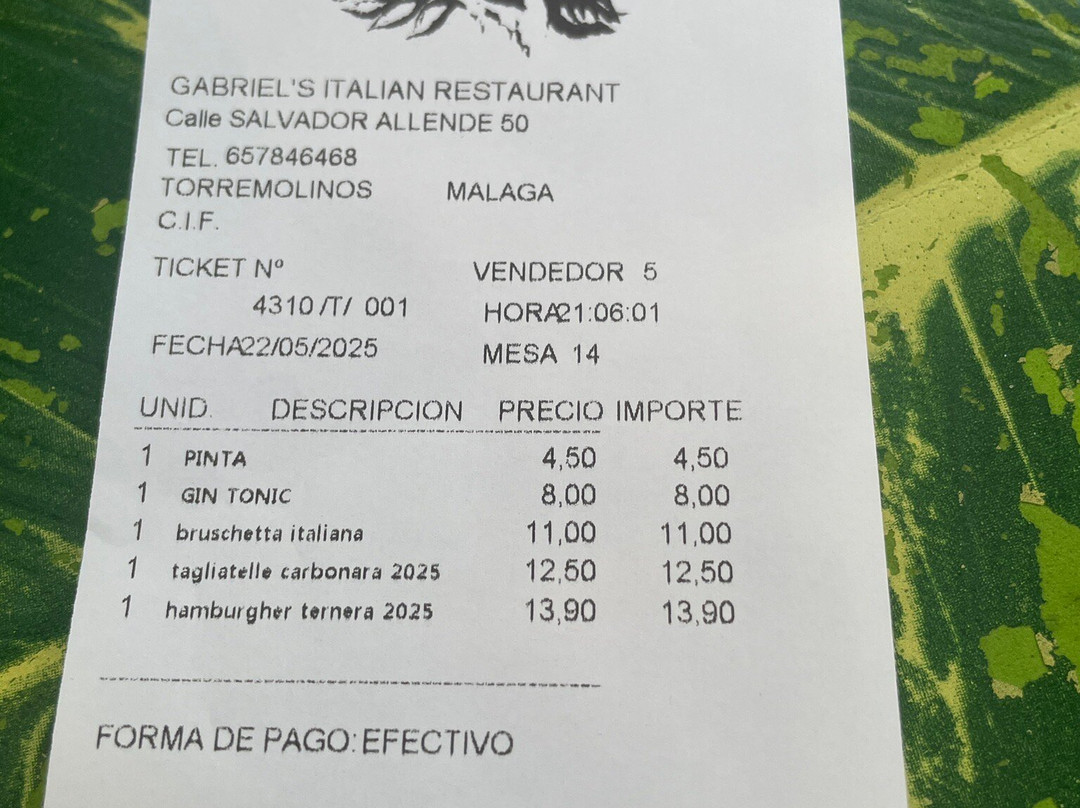 GABRIEL'S ITALIAN RESTAURANT
Calle SALVADOR ALLENDE 50
TEL. 657846468
TORREMOLINOS MALAGA
C.I.F.
TICKET Nº VENDEDOR 5
4310 /T/ 001 HORA21:06:01
FECHA22/05/2025 MESA 14
UNID. DESCRIPCION PRECIO IMPORTE
1 PINTA 4,50 4,50
1 GIN TONIC 8,00 8,00
1 bruschetta italiana 11,00 11,00
1 tagliatelle carbonara 2025 12,50 12,50
1 hamburgher ternera 2025 13,90 13,90
FORMA DE PAGO: EFECTIVO